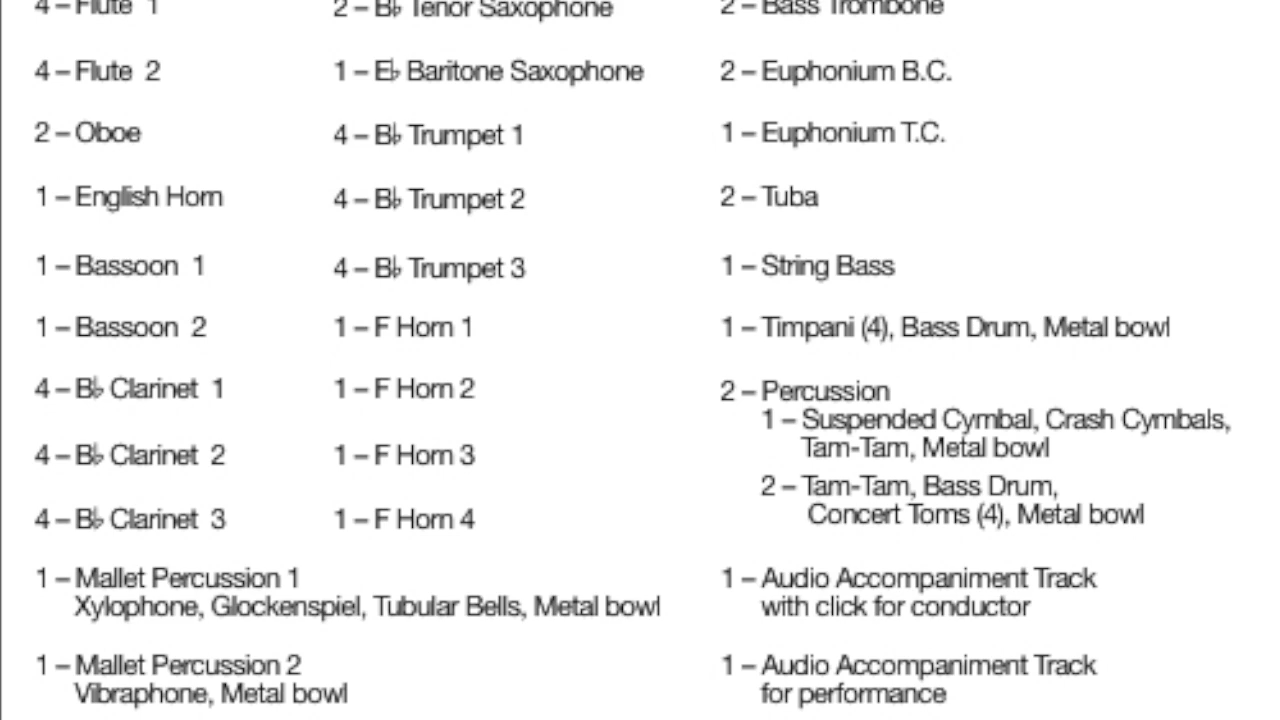 4 – Flute 1
4 – Flute 2
2 – Oboe
1 – English Horn
1 – Bassoon 1
1 – Bassoon 2
4 – B♭ Clarinet 1
4 – B♭ Clarinet 2
4 – B♭ Clarinet 3
1 – Mallet Percussion 1
Xylophone, Glockenspiel, Tubular Bells, Metal bowl
1 – Mallet Percussion 2
Vibraphone, Metal bowl
2 – B♭ Tenor Saxophone
1 – E♭ Baritone Saxophone
4 – B♭ Trumpet 1
4 – B♭ Trumpet 2
4 – B♭ Trumpet 3
1 – F Horn 1
1 – F Horn 2
1 – F Horn 3
1 – F Horn 4
2 – Bass Trombone
2 – Euphonium B.C.
1 – Euphonium T.C.
2 – Tuba
1 – String Bass
1 – Timpani (4), Bass Drum, Metal bowl
2 – Percussion
1 – Suspended Cymbal, Crash Cymbals,
Tam-Tam, Metal bowl
2 – Tam-Tam, Bass Drum,
Concert Toms (4), Metal bowl
1 – Audio Accompaniment Track
with click for conductor
1 – Audio Accompaniment Track
for performance